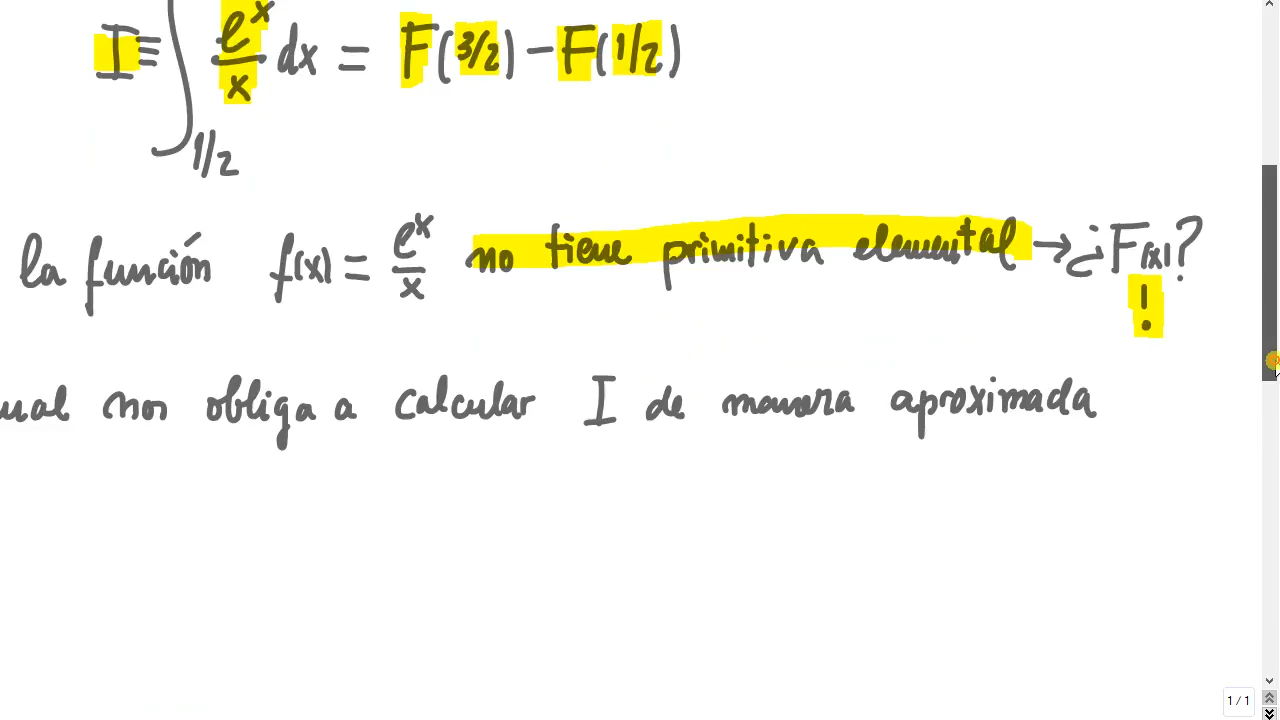 I ≡ ∫_{1/2} e^x/x dx = F(3/2) − F(1/2)
la función f(x) = e^x/x no tiene primitiva elemental → ¿F(x)?
!
ual nos obliga a calcular I de manera aproximada
1 / 1